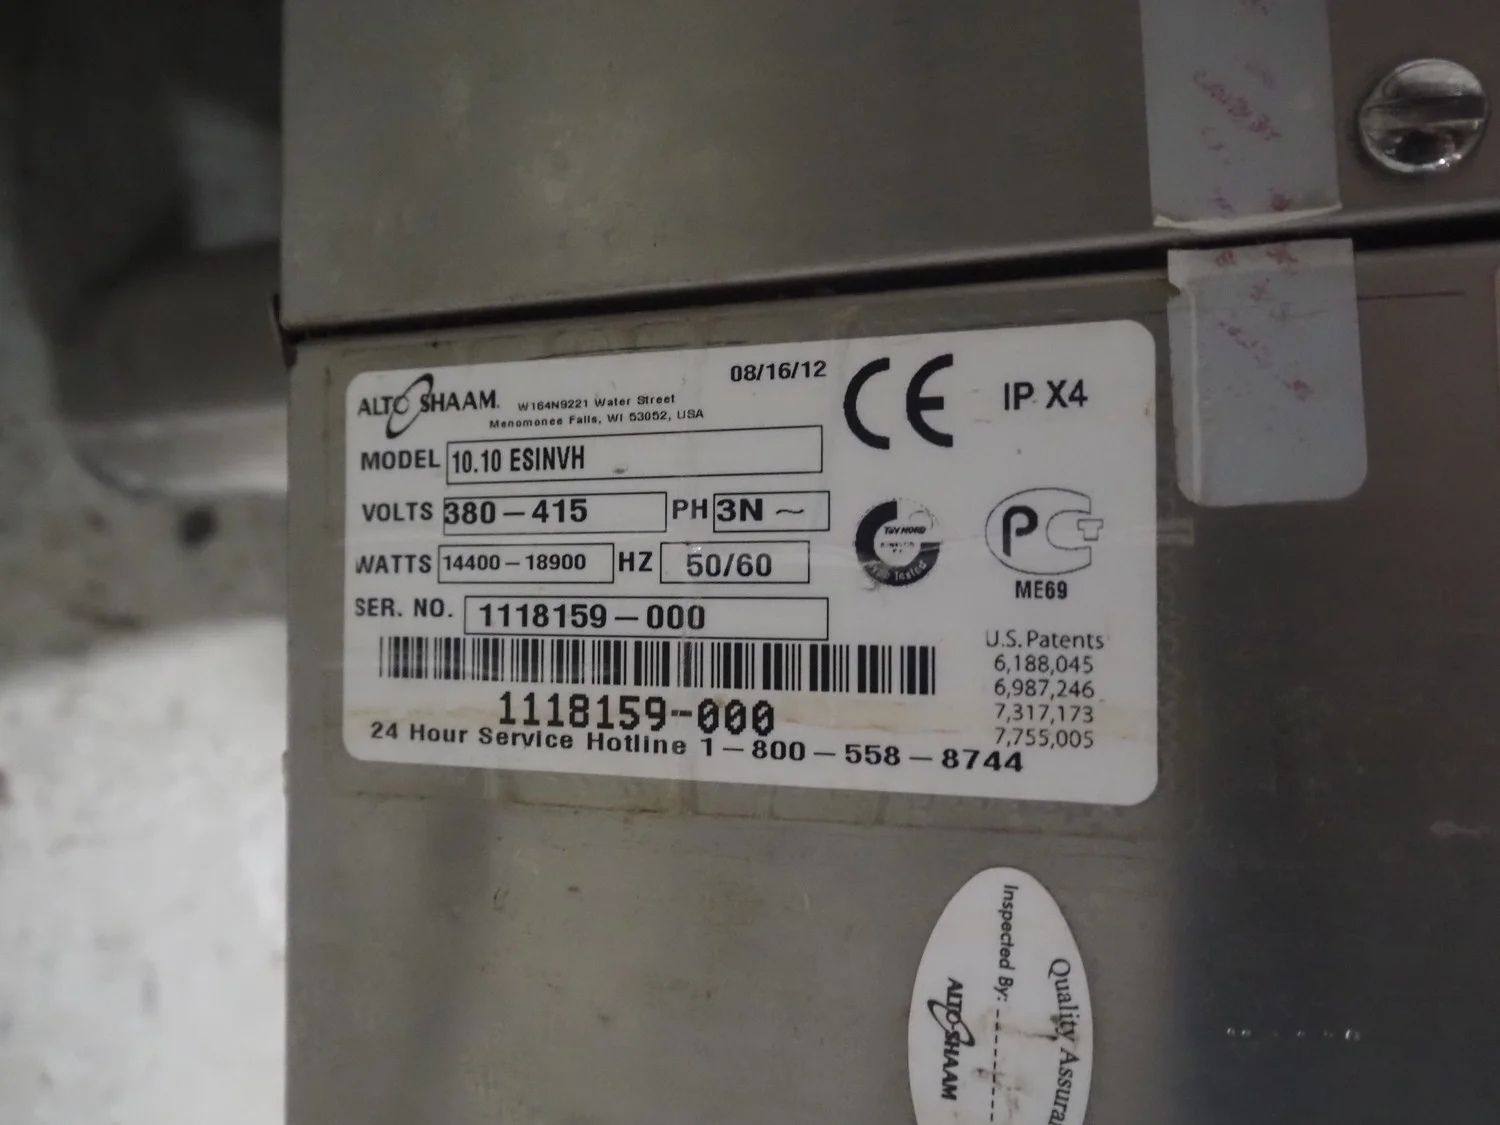 08/16/12
ALTO SHAAM.
W164N9221 Water Street
Menomonee Falls, WI 53052, USA
IP X4
MODEL 10.10 ESINVH
VOLTS 380-415 PH 3N ~
WATTS 14400-18900 HZ 50/60
SER. NO. 1118159-000
TUV NORD
Tested
ME69
1118159-000
U.S. Patents
6,188,045
6,987,246
7,317,173
7,755,005
24 Hour Service Hotline 1-800-558-8744
Quality
Inspected By:
ALTO-SHAAM